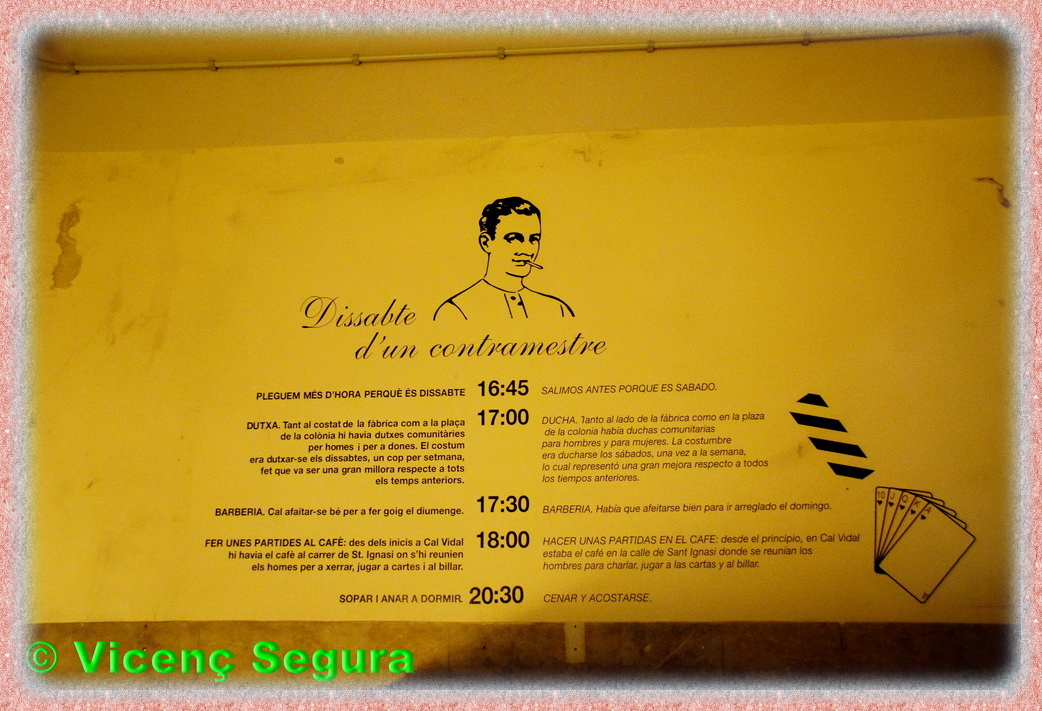 Dissabte
d'un contramestre
PLEGUEM MÉS D'HORA PERQUÈ ÉS DISSABTE
16:45
SALIMOS ANTES PORQUE ES SABADO.
DUTXA. Tant al costat de la fàbrica com a la plaça
de la colònia hi havia dutxes comunitàries
per homes i per a dones. El costum
era dutxar-se els dissabtes, un cop per setmana,
fet que va ser una gran millora respecte a tots
els temps anteriors.
17:00
DUCHA. Tanto al lado de la fábrica como en la plaza
de la colonia había duchas comunitarias
para hombres y para mujeres. La costumbre
era ducharse los sábados, una vez a la semana,
lo cual representó una gran mejora respecto a todos
los tiempos anteriores.
BARBERIA. Cal afaitar-se bé per a fer goig el diumenge.
17:30
BARBERIA. Había que afeitarse bien para ir arreglado el domingo.
FER UNES PARTIDES AL CAFÈ: des dels inicis a Cal Vidal
hi havia el cafè al carrer de St. Ignasi on s'hi reunien
els homes per a xerrar, jugar a cartes i al billar.
18:00
HACER UNAS PARTIDAS EN EL CAFE: desde el principio, en Cal Vidal
estaba el café en la calle de Sant Ignasi donde se reunían los
hombres para charlar, jugar a las cartas y al billar.
SOPAR I ANAR A DORMIR.
20:30
CENAR Y ACOSTARSE.
10 J Q K A
A
© Vicenç Segura